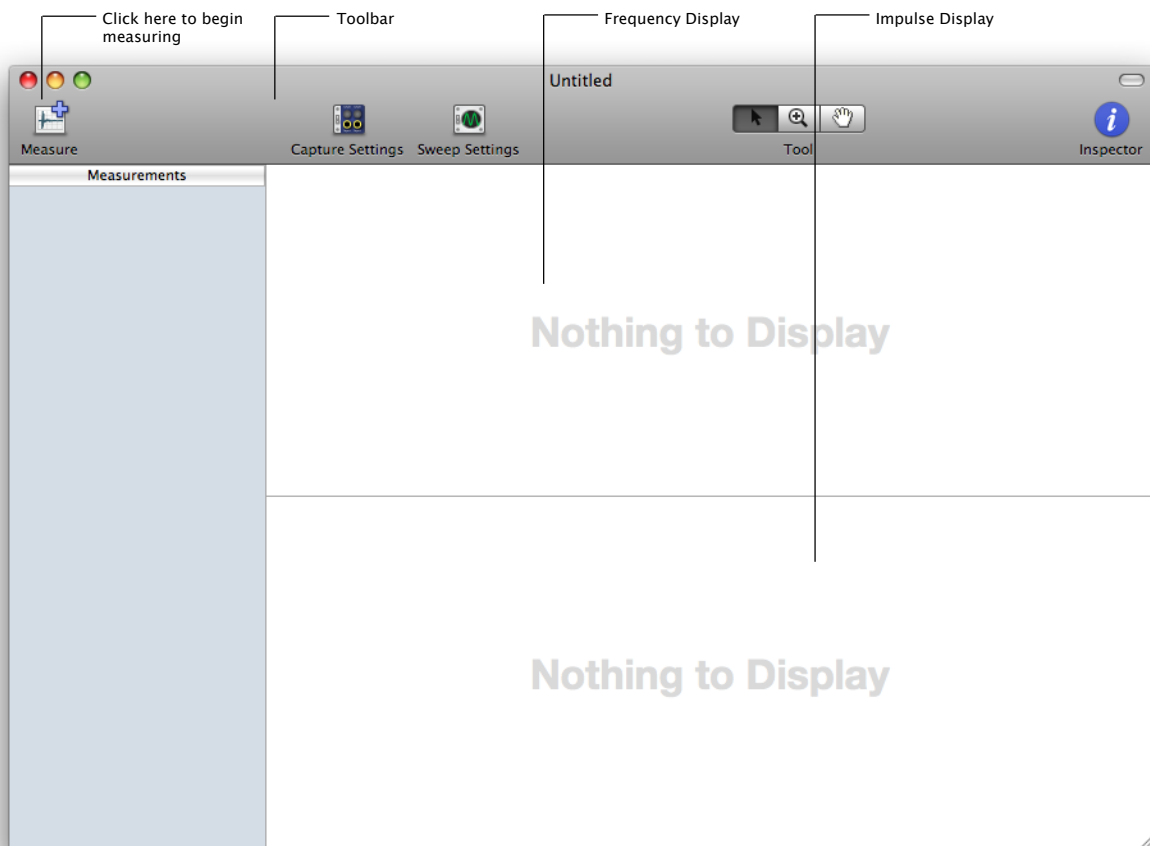 Click here to begin
measuring
Toolbar
Frequency Display
Impulse Display
Untitled
Measure
Capture Settings
Sweep Settings
Tool
Inspector
Measurements
Nothing to Display
Nothing to Display